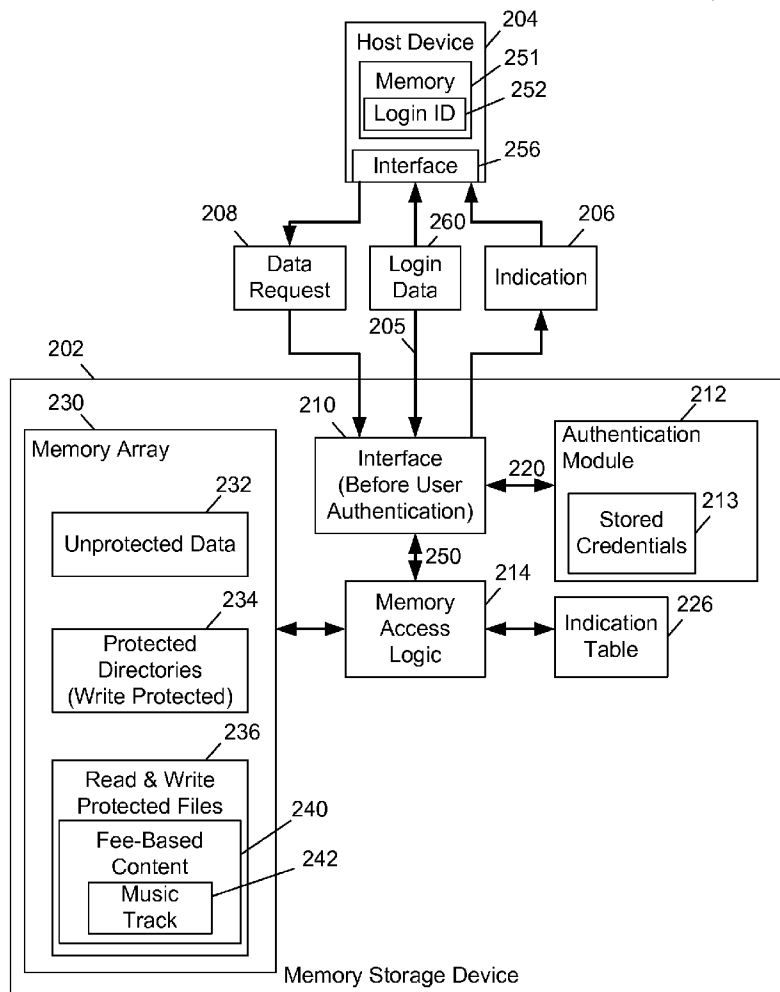 204
Host Device
251
Memory
252
Login ID
256
Interface
208
260
206
Data
Request
Login
Data
Indication
205
202
230
210
212
Memory Array
Interface
(Before User
Authentication)
220
Authentication
Module
213
Stored
Credentials
232
Unprotected Data
250
214
234
226
Protected
Directories
(Write Protected)
Memory
Access
Logic
Indication
Table
236
Read & Write
Protected Files
240
Fee-Based
Content
242
Music
Track
Memory Storage Device